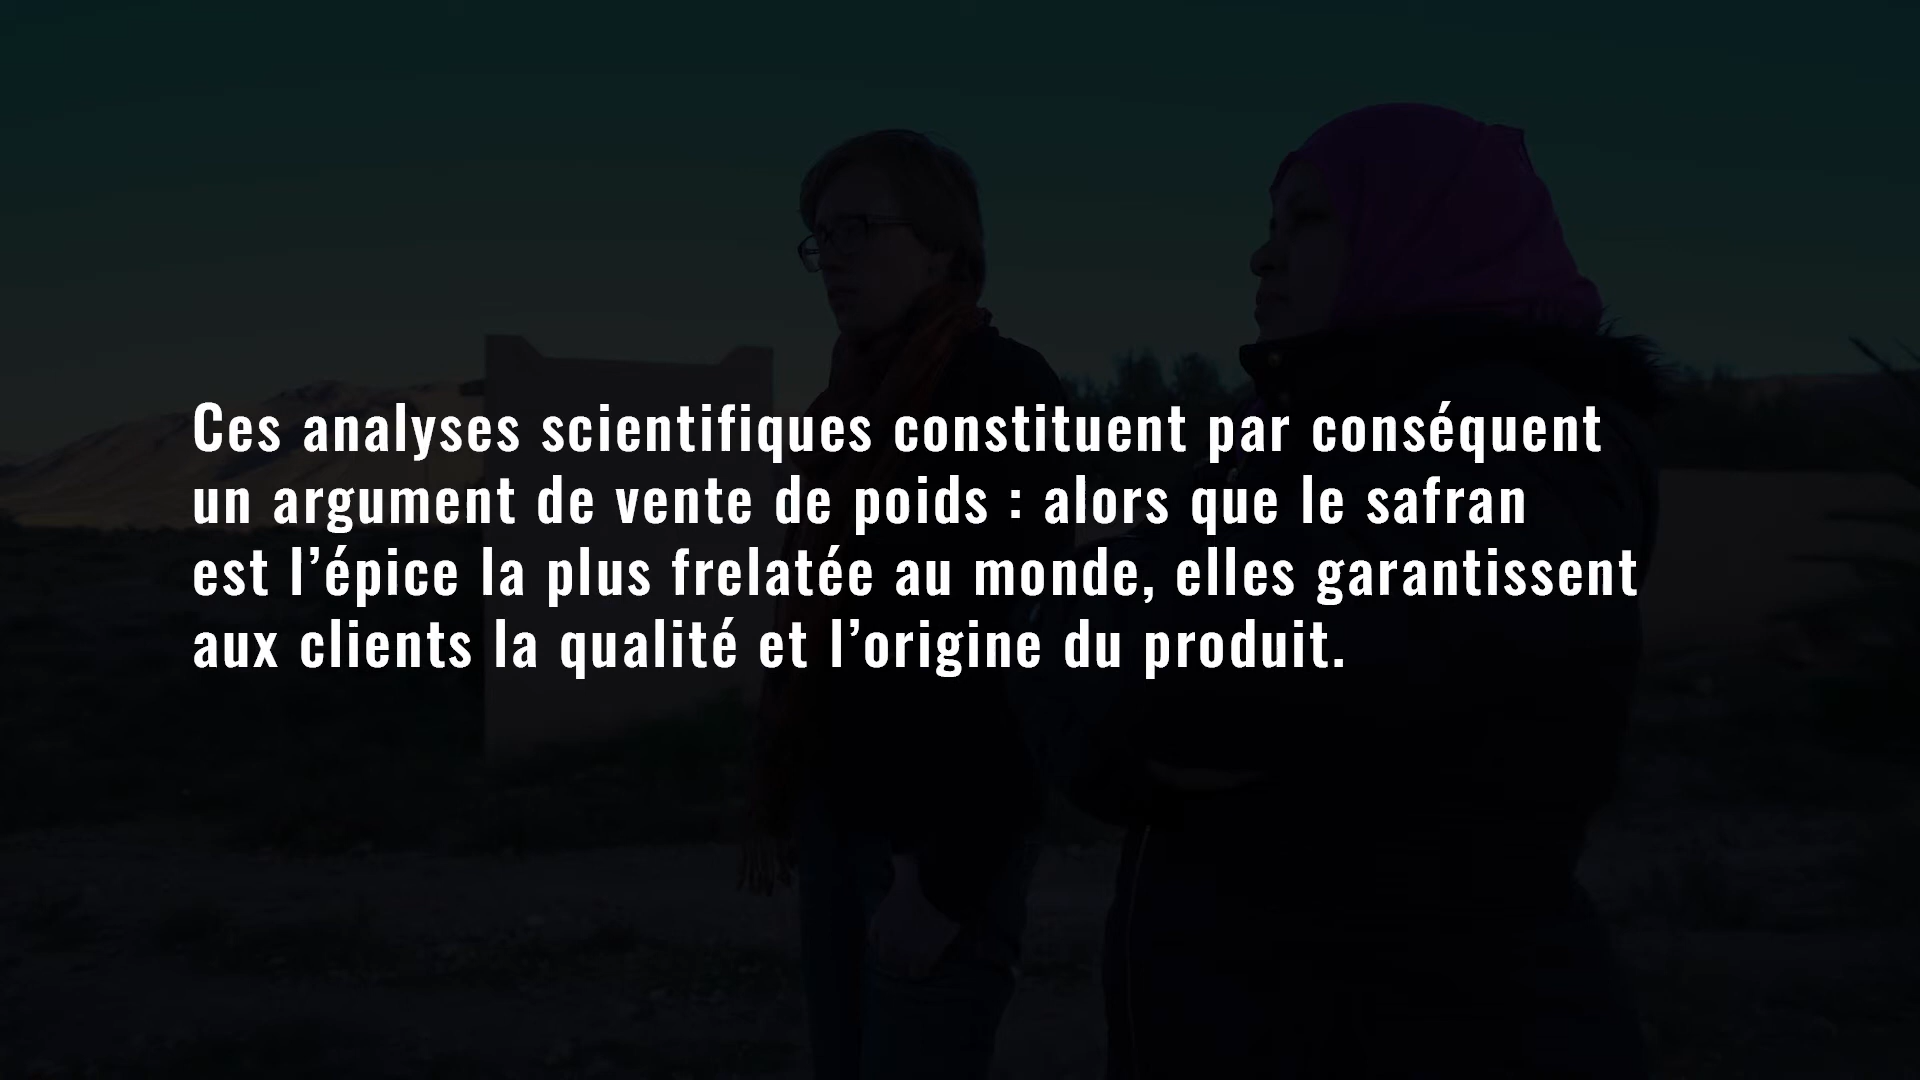 Ces analyses scientifiques constituent par conséquent
un argument de vente de poids : alors que le safran
est l’épice la plus frelatée au monde, elles garantissent
aux clients la qualité et l’origine du produit.